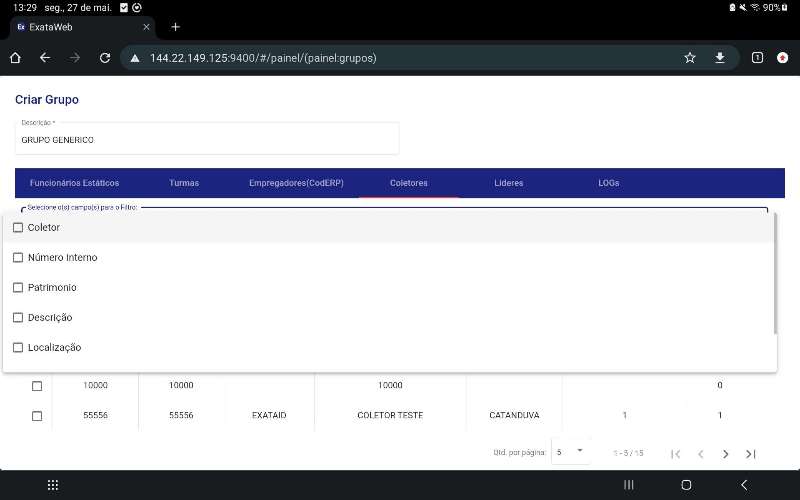 13:29 seg., 27 de mai. 90%
Ex ExataWeb
144.22.149.125:9400/#/painel/(painel:grupos) 1
Criar Grupo
Descrição *
GRUPO GENERICO
Funcionários Estáticos Turmas Empregadores(CodERP) Coletores Líderes LOGs
Selecione o(s) campo(s) para o Filtro:
Coletor
Número Interno
Patrimonio
Descrição
Localização
10000 10000 10000 0
55556 55556 EXATAID COLETOR TESTE CATANDUVA 1 1
Qtd. por página: 5 1 - 5 / 15